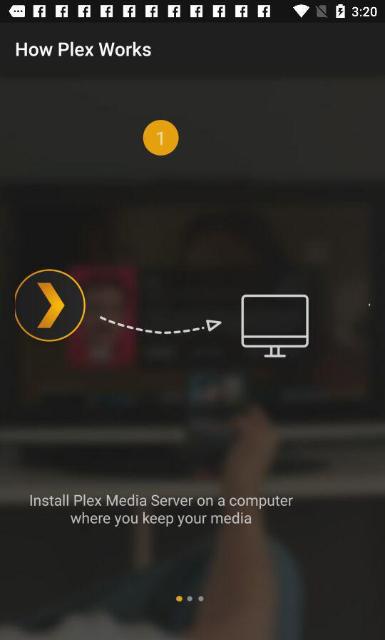 3:20
How Plex Works
1
Install Plex Media Server on a computer
where you keep your media